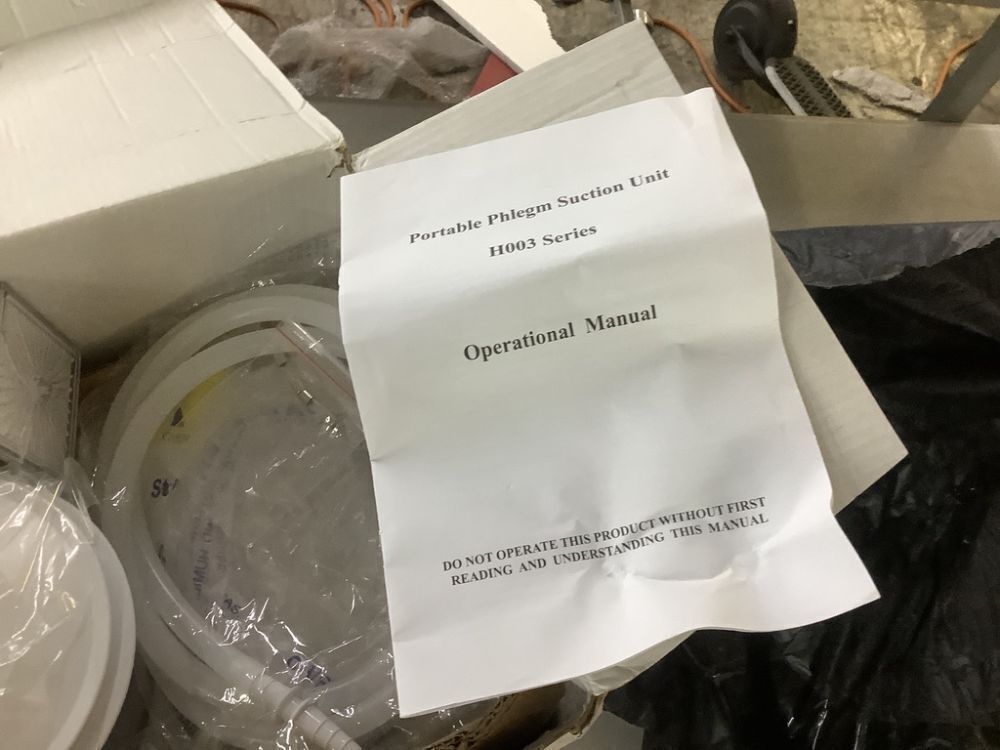 Portable Phlegm Suction Unit
H003 Series
Operational Manual
DO NOT OPERATE THIS PRODUCT WITHOUT FIRST
READING AND UNDERSTANDING THIS MANUAL